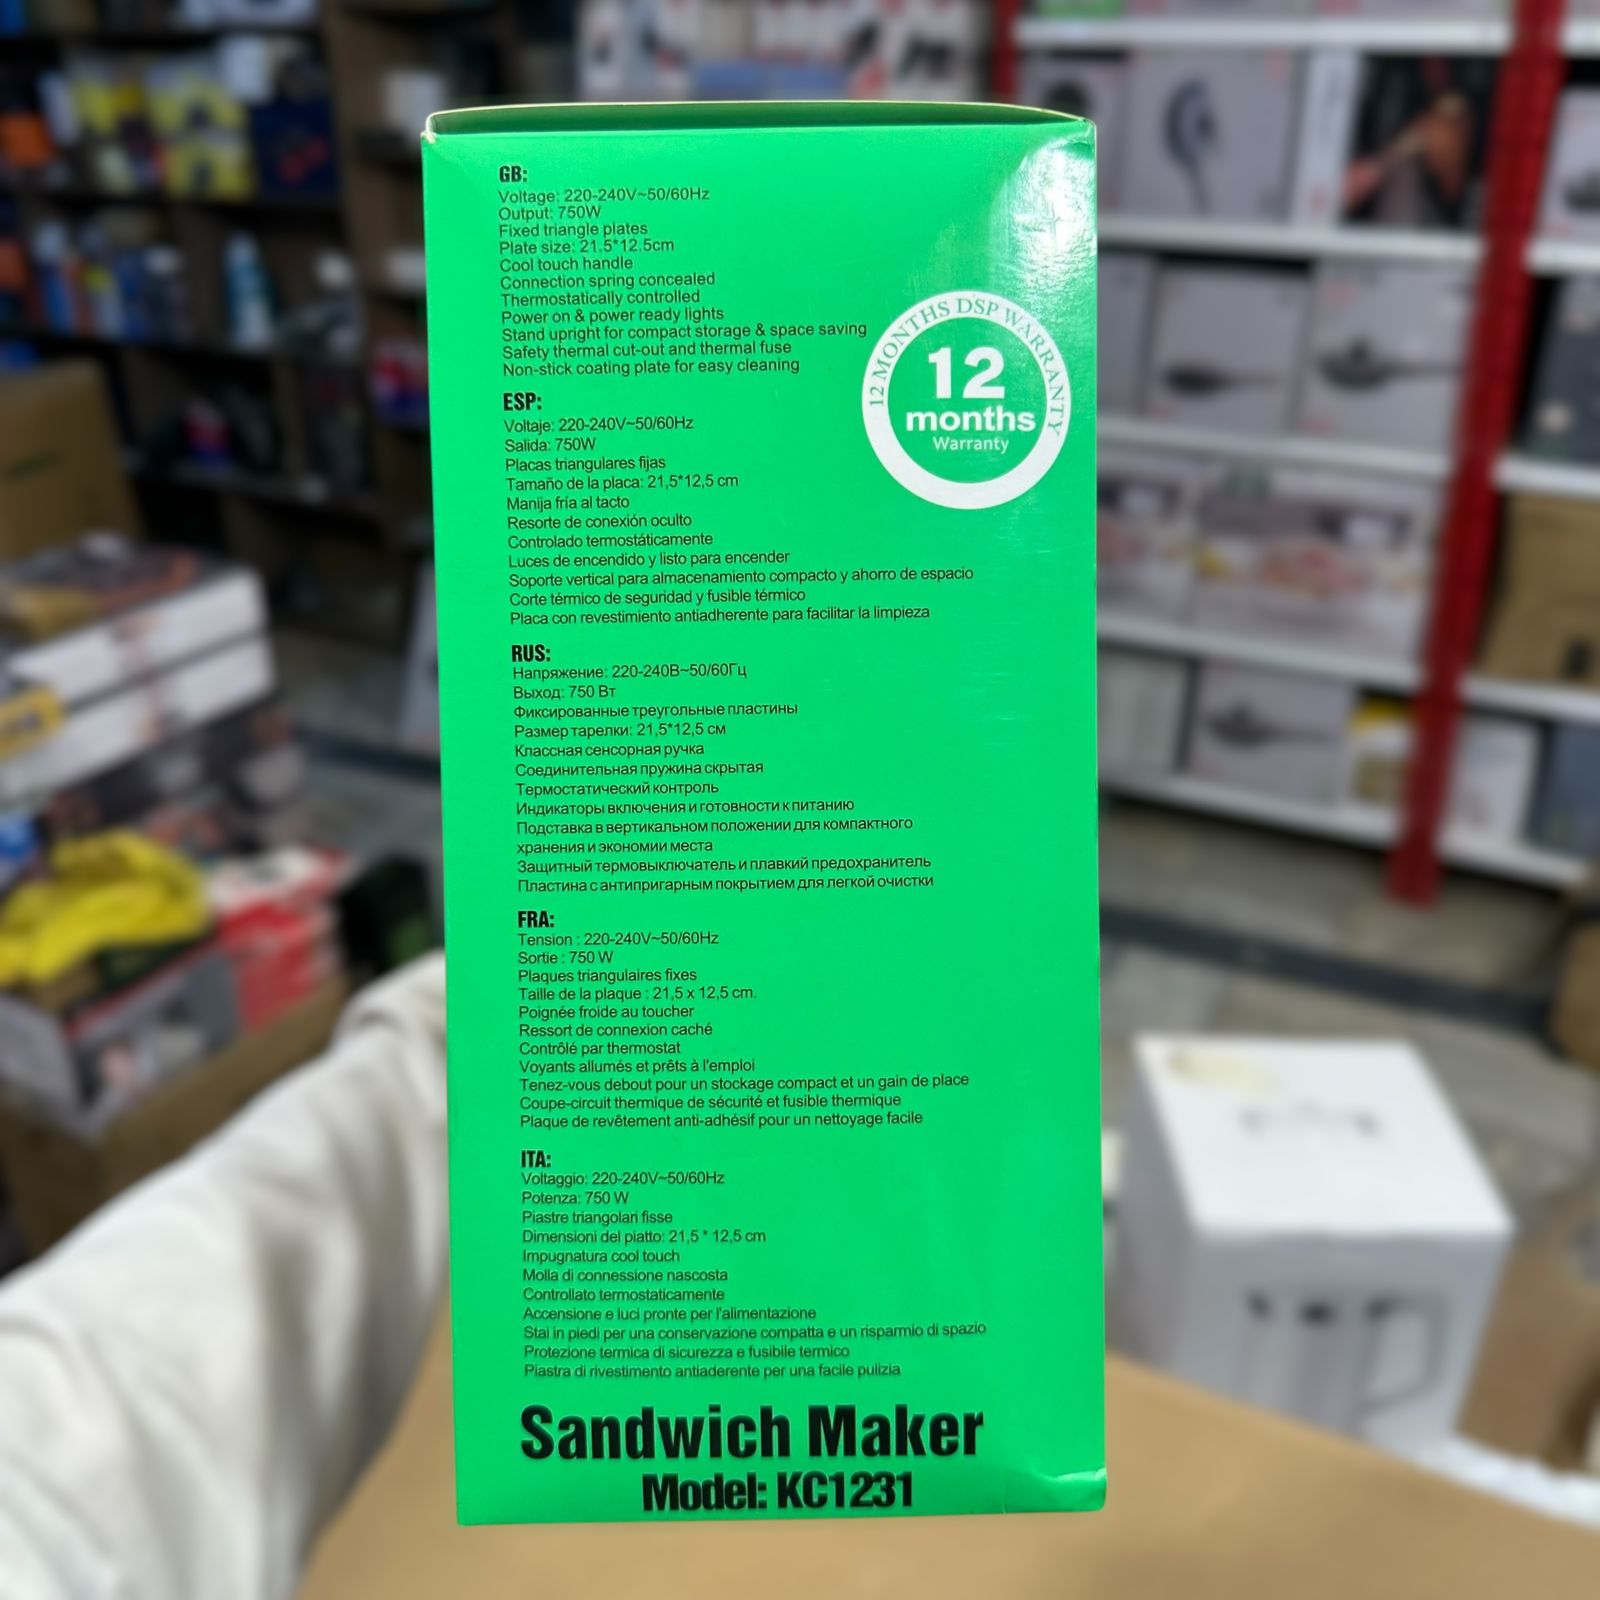 GB:
Voltage: 220-240V~50/60Hz
Output: 750W
Fixed triangle plates
Plate size: 21.5*12.5cm
Cool touch handle
Connection spring concealed
Thermostatically controlled
Power on & power ready lights
Stand upright for compact storage & space saving
Safety thermal cut-out and thermal fuse
Non-stick coating plate for easy cleaning
12 MONTHS DSP WARRANTY
12
months
Warranty
ESP:
Voltaje: 220-240V~50/60Hz
Salida: 750W
Placas triangulares fijas
Tamaño de la placa: 21,5*12,5 cm
Manija fría al tacto
Resorte de conexión oculto
Controlado termostáticamente
Luces de encendido y listo para encender
Soporte vertical para almacenamiento compacto y ahorro de espacio
Corte térmico de seguridad y fusible térmico
Placa con revestimiento antiadherente para facilitar la limpieza
RUS:
Напряжение: 220-240В~50/60Гц
Выход: 750 Вт
Фиксированные треугольные пластины
Размер тарелки: 21,5*12,5 см
Классная сенсорная ручка
Соединительная пружина скрытая
Термостатический контроль
Индикаторы включения и готовности к питанию
Подставка в вертикальном положении для компактного
хранения и экономии места
Защитный термовыключатель и плавкий предохранитель
Пластина с антипригарным покрытием для легкой очистки
FRA:
Tension : 220-240V~50/60Hz
Sortie : 750 W
Plaques triangulaires fixes
Taille de la plaque : 21,5 x 12,5 cm.
Poignée froide au toucher
Ressort de connexion caché
Contrôlé par thermostat
Voyants allumés et prêts à l'emploi
Tenez-vous debout pour un stockage compact et un gain de place
Coupe-circuit thermique de sécurité et fusible thermique
Plaque de revêtement anti-adhésif pour un nettoyage facile
ITA:
Voltaggio: 220-240V~50/60Hz
Potenza: 750 W
Piastre triangolari fisse
Dimensioni del piatto: 21,5 * 12,5 cm
Impugnatura cool touch
Molla di connessione nascosta
Controllato termostaticamente
Accensione e luci pronte per l'alimentazione
Stai in piedi per una conservazione compatta e un risparmio di spazio
Protezione termica di sicurezza e fusibile termico
Piastra di rivestimento antiaderente per una facile pulizia
Sandwich Maker
Model: KC1231